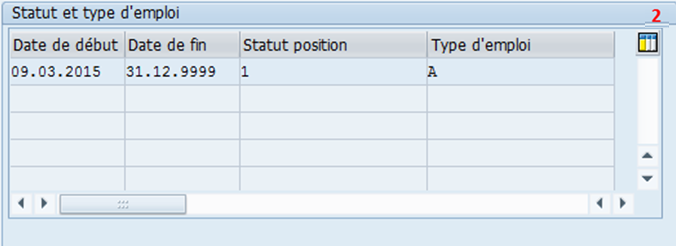 Statut et type d'emploi 2
Date de début Date de fin Statut position Type d'emploi
09.03.2015 31.12.9999 1 A